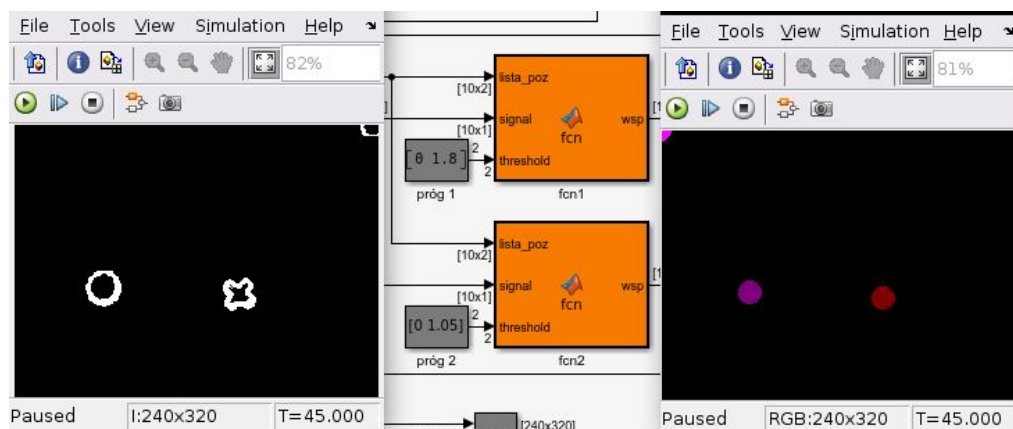 File Tools View Simulation Help
82%
Paused I:240x320 T=45.000
lista_poz
[10x2]
signal
wsp
[10x1]
fcn
[ 0 1.8 ]
2
threshold
2
próg 1
fcn1
lista_poz
[10x2]
signal
wsp
[10x1]
fcn
[0 1.05]
2
threshold
2
próg 2
fcn2
[240x320]
File Tools View Simulation Help
81%
Paused RGB:240x320 T=45.000